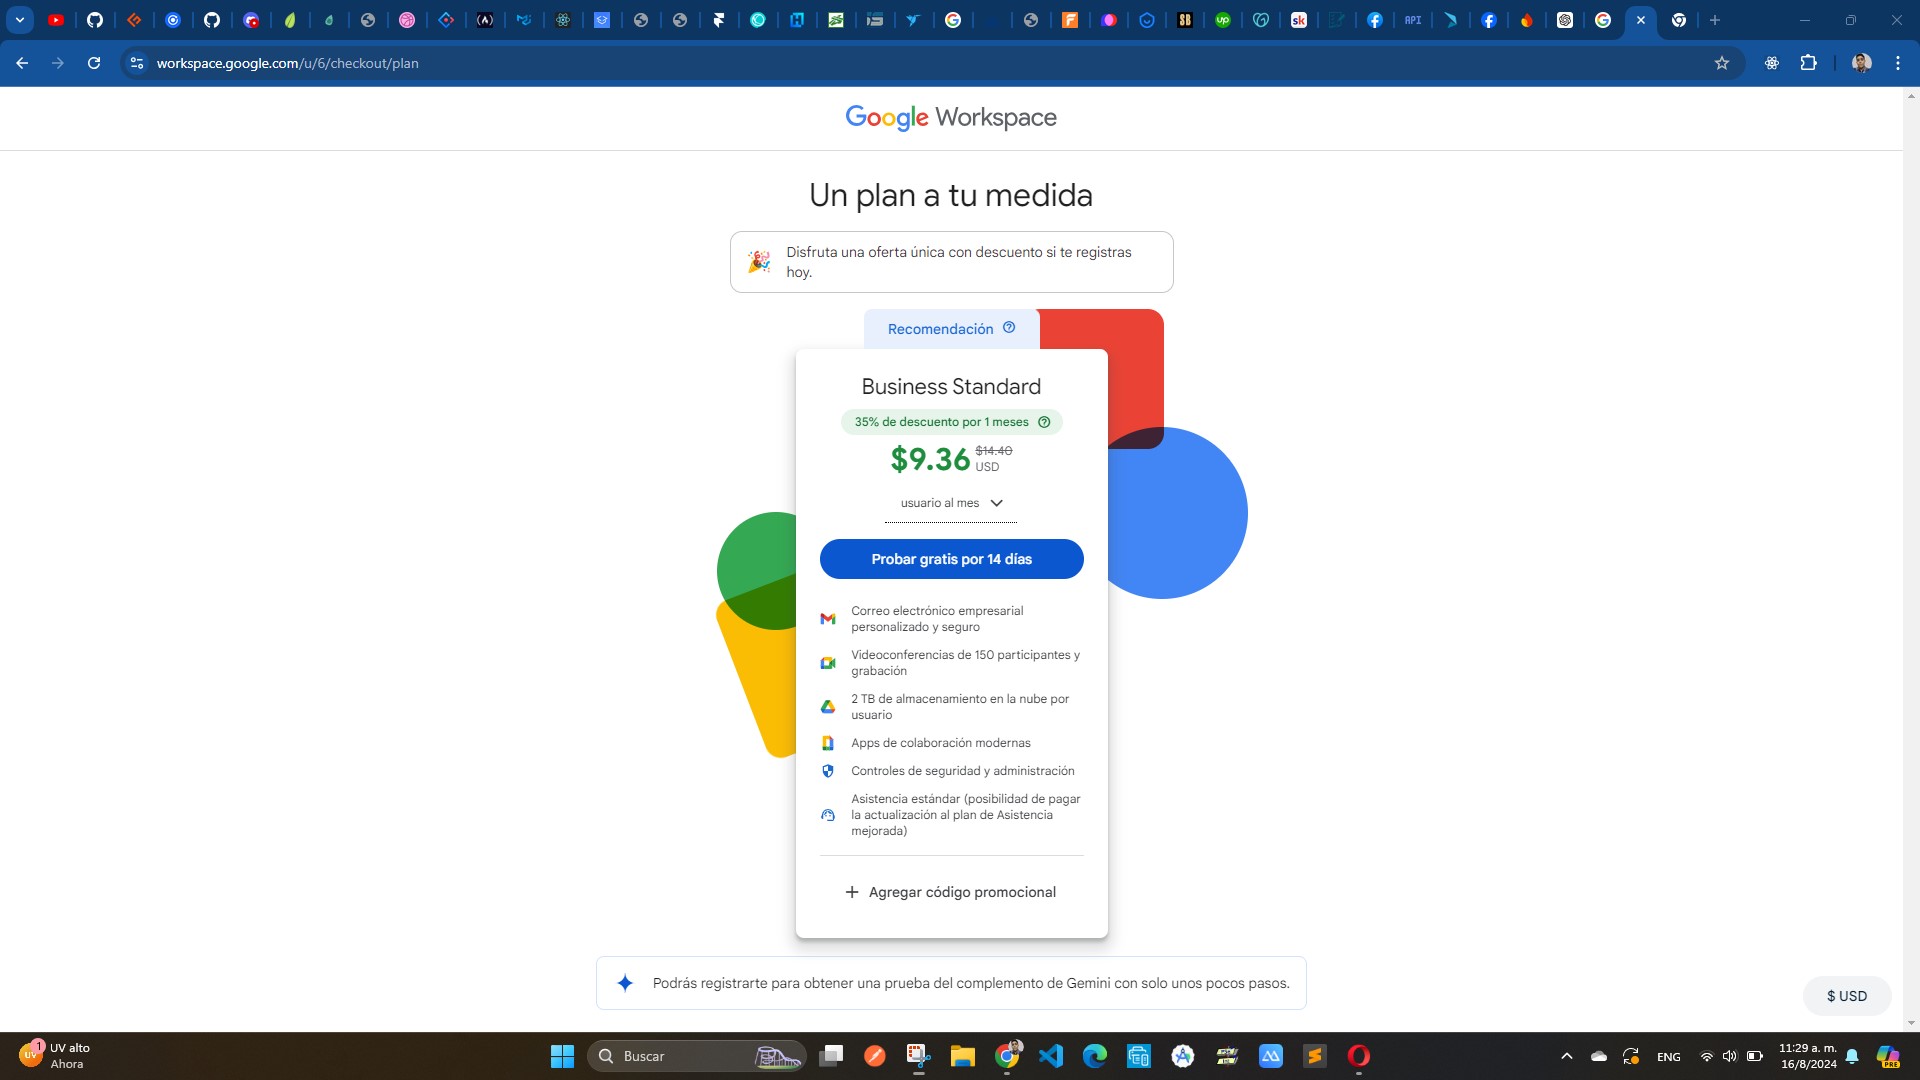 workspace.google.com/u/6/checkout/plan
Google Workspace
Un plan a tu medida
Disfruta una oferta única con descuento si te registras
hoy.
Recomendación
Business Standard
35% de descuento por 1 meses
$9.36 $14.40
USD
usuario al mes
Probar gratis por 14 días
Correo electrónico empresarial
personalizado y seguro
Videoconferencias de 150 participantes y
grabación
2 TB de almacenamiento en la nube por
usuario
Apps de colaboración modernas
Controles de seguridad y administración
Asistencia estándar (posibilidad de pagar
la actualización al plan de Asistencia
mejorada)
Agregar código promocional
Podrás registrarte para obtener una prueba del complemento de Gemini con solo unos pocos pasos.
$ USD
UV alto
Ahora
Buscar
ENG
11:29 a. m.
16/8/2024